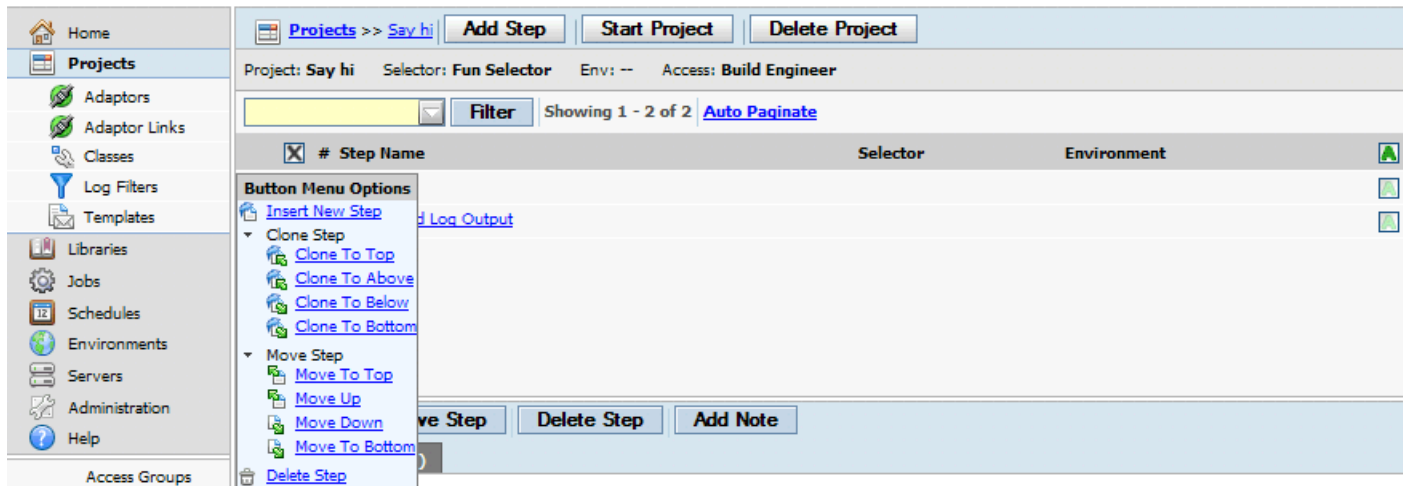 Home
Projects
Adaptors
Adaptor Links
Classes
Log Filters
Templates
Libraries
Jobs
12
Schedules
Environments
Servers
Administration
?
Help
Access Groups
Projects >> Say hi
Add Step
Start Project
Delete Project
Project: Say hi Selector: Fun Selector Env: -- Access: Build Engineer
Filter
Showing 1 - 2 of 2
Auto Paginate
X # Step Name Selector Environment A
A
Log Output A
Button Menu Options
Insert New Step
Clone Step
Clone To Top
Clone To Above
Clone To Below
Clone To Bottom
Move Step
Move To Top
Move Up
Move Down
Move To Bottom
Delete Step
ve Step
Delete Step
Add Note
)